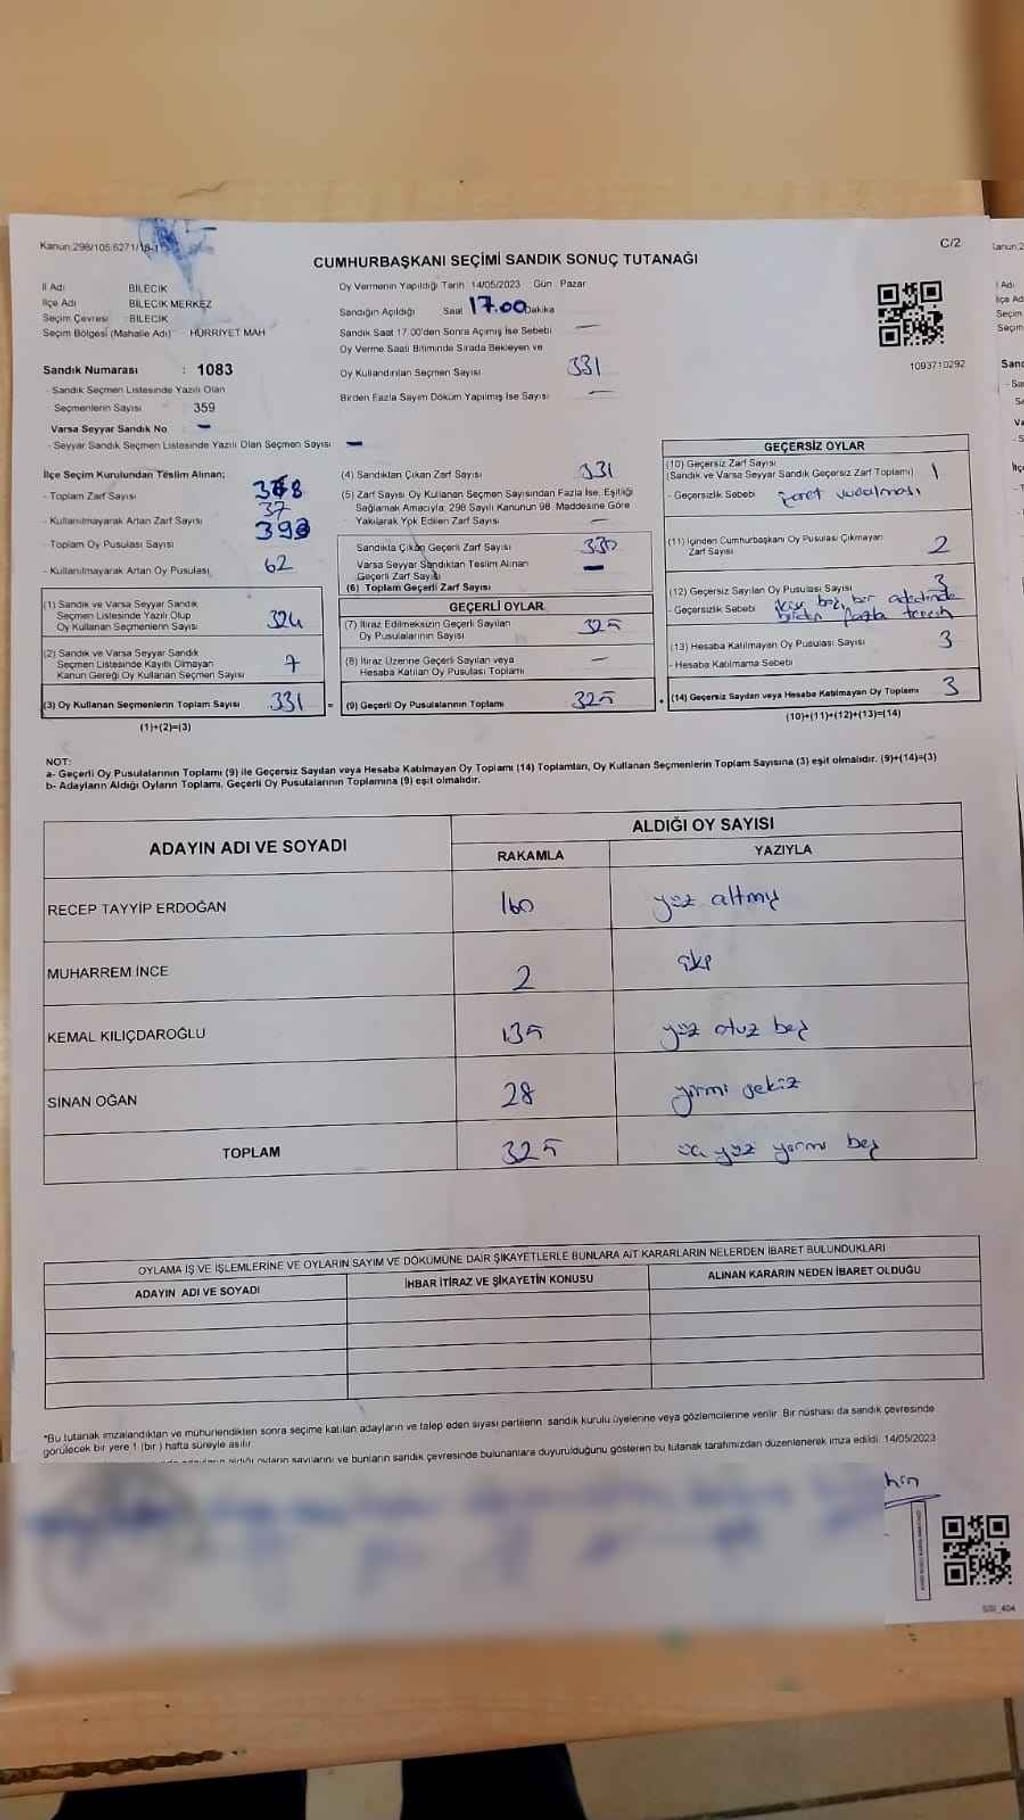 Kanun:298/105.6271/18-1
C/2
CUMHURBAŞKANI SEÇİMİ SANDIK SONUÇ TUTANAĞI
İl Adı BİLECİK
İlçe Adı BİLECİK MERKEZ
Seçim Çevresi BİLECİK
Seçim Bölgesi (Mahalle Adı) HÜRRİYET MAH
Sandık Numarası : 1083
- Sandık Seçmen Listesinde Yazılı Olan
Seçmenlerin Sayısı 359
Varsa Seyyar Sandık No –
- Seyyar Sandık Seçmen Listesinde Yazılı Olan Seçmen Sayısı –
Oy Vermenin Yapıldığı Tarih 14/05/2023 Gün : Pazar
Sandığın Açıldığı Saat 17.00 Dakika
Sandık Saat 17.00'den Sonra Açılmış İse Sebebi —
Oy Verme Saati Bitiminde Sırada Bekleyen ve
Oy Kullandırılan Seçmen Sayısı 331
Birden Fazla Sayım Döküm Yapılmış İse Sayısı —
1093710292
İlçe Seçim Kurulundan Teslim Alınan;
- Toplam Zarf Sayısı 368
- Kullanılmayarak Artan Zarf Sayısı 37
- Toplam Oy Pusulası Sayısı 393
- Kullanılmayarak Artan Oy Pusulası 62
(1) Sandık ve Varsa Seyyar Sandık
Seçmen Listesinde Yazılı Olup
Oy Kullanan Seçmenlerin Sayısı 324
(2) Sandık ve Varsa Seyyar Sandık
Seçmen Listesinde Kayıtlı Olmayan
Kanun Gereği Oy Kullanan Seçmen Sayısı 7
(3) Oy Kullanan Seçmenlerin Toplam Sayısı 331
(1)+(2)=(3)
(4) Sandıktan Çıkan Zarf Sayısı 331
(5) Zarf Sayısı Oy Kullanan Seçmen Sayısından Fazla İse, Eşitliği
Sağlamak Amacıyla; 298 Sayılı Kanunun 98. Maddesine Göre
Yakılarak Yok Edilen Zarf Sayısı —
Sandıkta Çıkan Geçerli Zarf Sayısı 330
Varsa Seyyar Sandıktan Teslim Alınan
Geçerli Zarf Sayısı –
(6) Toplam Geçerli Zarf Sayısı
GEÇERLİ OYLAR
(7) İtiraz Edilmeksizin Geçerli Sayılan
Oy Pusulalarının Sayısı 325
(8) İtiraz Üzerine Geçerli Sayılan veya
Hesaba Katılan Oy Pusulası Toplamı —
= (9) Geçerli Oy Pusulalarının Toplamı 325
GEÇERSİZ OYLAR
(10) Geçersiz Zarf Sayısı
(Sandık ve Varsa Seyyar Sandık Geçersiz Zarf Toplamı) 1
- Geçersizlik Sebebi işaret
(11) İçinden Cumhurbaşkanı Oy Pusulası Çıkmayan
Zarf Sayısı 2
(12) Geçersiz Sayılan Oy Pusulası Sayısı 3
- Geçersizlik Sebebi bir adedinde
birden fazla tercih
(13) Hesaba Katılmayan Oy Pusulası Sayısı 3
- Hesaba Katılmama Sebebi
+ (14) Geçersiz Sayılan veya Hesaba Katılmayan Oy Toplamı 3
(10)+(11)+(12)+(13)=(14)
NOT:
a- Geçerli Oy Pusulalarının Toplamı (9) ile Geçersiz Sayılan veya Hesaba Katılmayan Oy Toplamı (14) Toplamları, Oy Kullanan Seçmenlerin Toplam Sayısına (3) eşit olmalıdır. (9)+(14)=(3)
b- Adayların Aldığı Oyların Toplamı, Geçerli Oy Pusulalarının Toplamına (9) eşit olmalıdır.
ADAYIN ADI VE SOYADI
ALDIĞI OY SAYISI
RAKAMLA YAZIYLA
RECEP TAYYİP ERDOĞAN 160 yüz altmış
MUHARREM İNCE 2 iki
KEMAL KILIÇDAROĞLU 135 yüz otuz beş
SİNAN OĞAN 28 yirmi sekiz
TOPLAM 325 üç yüz yirmi beş
OYLAMA İŞ VE İŞLEMLERİNE VE OYLARIN SAYIM VE DÖKÜMÜNE DAİR ŞİKAYETLERLE BUNLARA AİT KARARLARIN NELERDEN İBARET BULUNDUKLARI
ADAYIN ADI VE SOYADI İHBAR İTİRAZ VE ŞİKAYETİN KONUSU ALINAN KARARIN NEDEN İBARET OLDUĞU
*Bu tutanak imzalandıktan ve mühürlendikten sonra seçime katılan adayların ve talep eden siyasi partilerin sandık kurulu üyelerine veya gözlemcilerine verilir. Bir nüshası da sandık çevresinde
görülecek bir yere 1 (bir ) hafta süreyle asılır.
oyların sayılarını ve bunların sandık çevresinde bulunanlara duyurulduğunu gösteren bu tutanak tarafımızdan düzenlenerek imza edildi. 14/05/2023